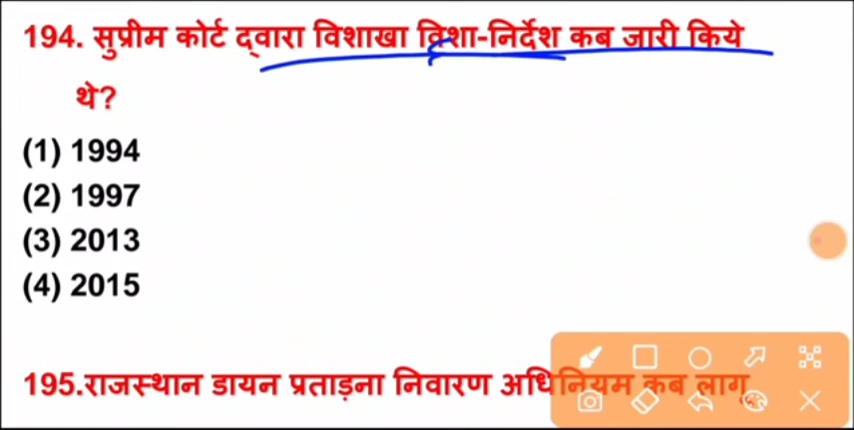 194. सुप्रीम कोर्ट द्वारा विशाखा दिशा-निर्देश कब जारी किये
थे?
(1) 1994
(2) 1997
(3) 2013
(4) 2015
195.राजस्थान डायन प्रताड़ना निवारण अधिनियम कब लागू